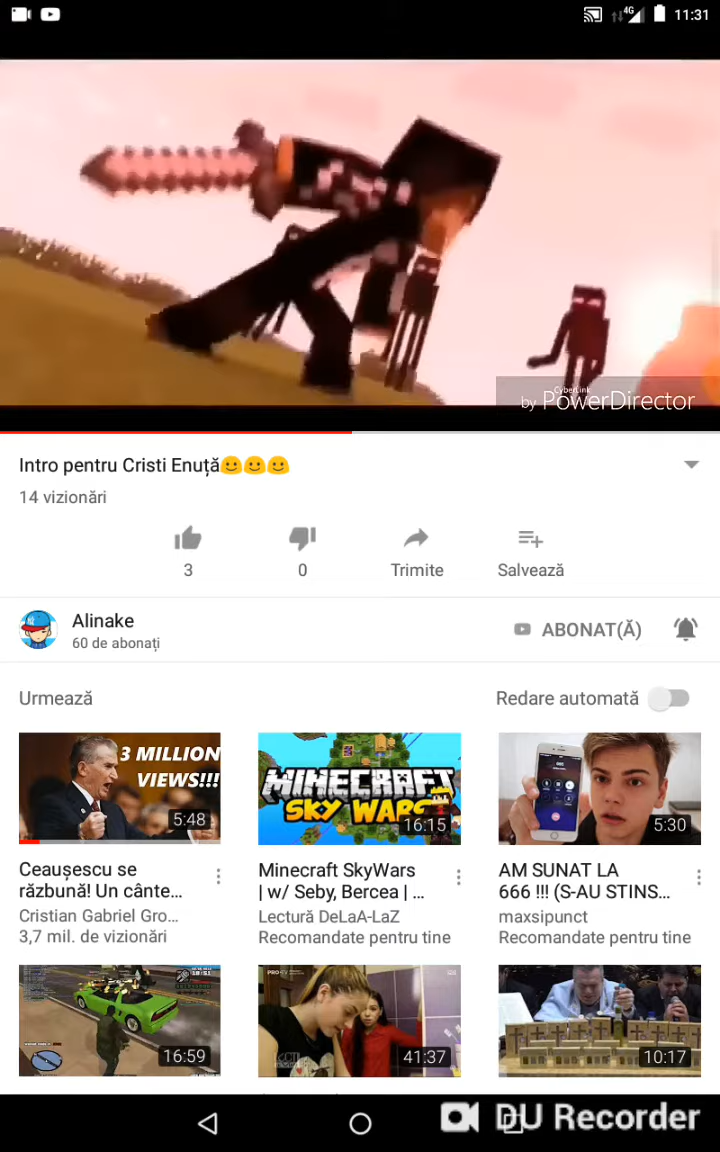 4G 11:31
CyberLink
by PowerDirector
Intro pentru Cristi Enuță🙂🙂🙂
14 vizionări
3
0
Trimite
Salvează
Alinake
60 de abonați
ABONAT(Ă)
Urmează
Redare automată
3 MILLION
VIEWS!!!
5:48
MINECRAFT
SKY WARS
16:15
5:30
Ceaușescu se
răzbună! Un cânte...
Cristian Gabriel Gro...
3,7 mil. de vizionări
Minecraft SkyWars
| w/ Seby, Bercea | ...
Lectură DeLaA-LaZ
Recomandate pentru tine
AM SUNAT LA
666 !!! (S-AU STINS...
maxsipunct
Recomandate pentru tine
16:59
41:37
10:17
DU Recorder